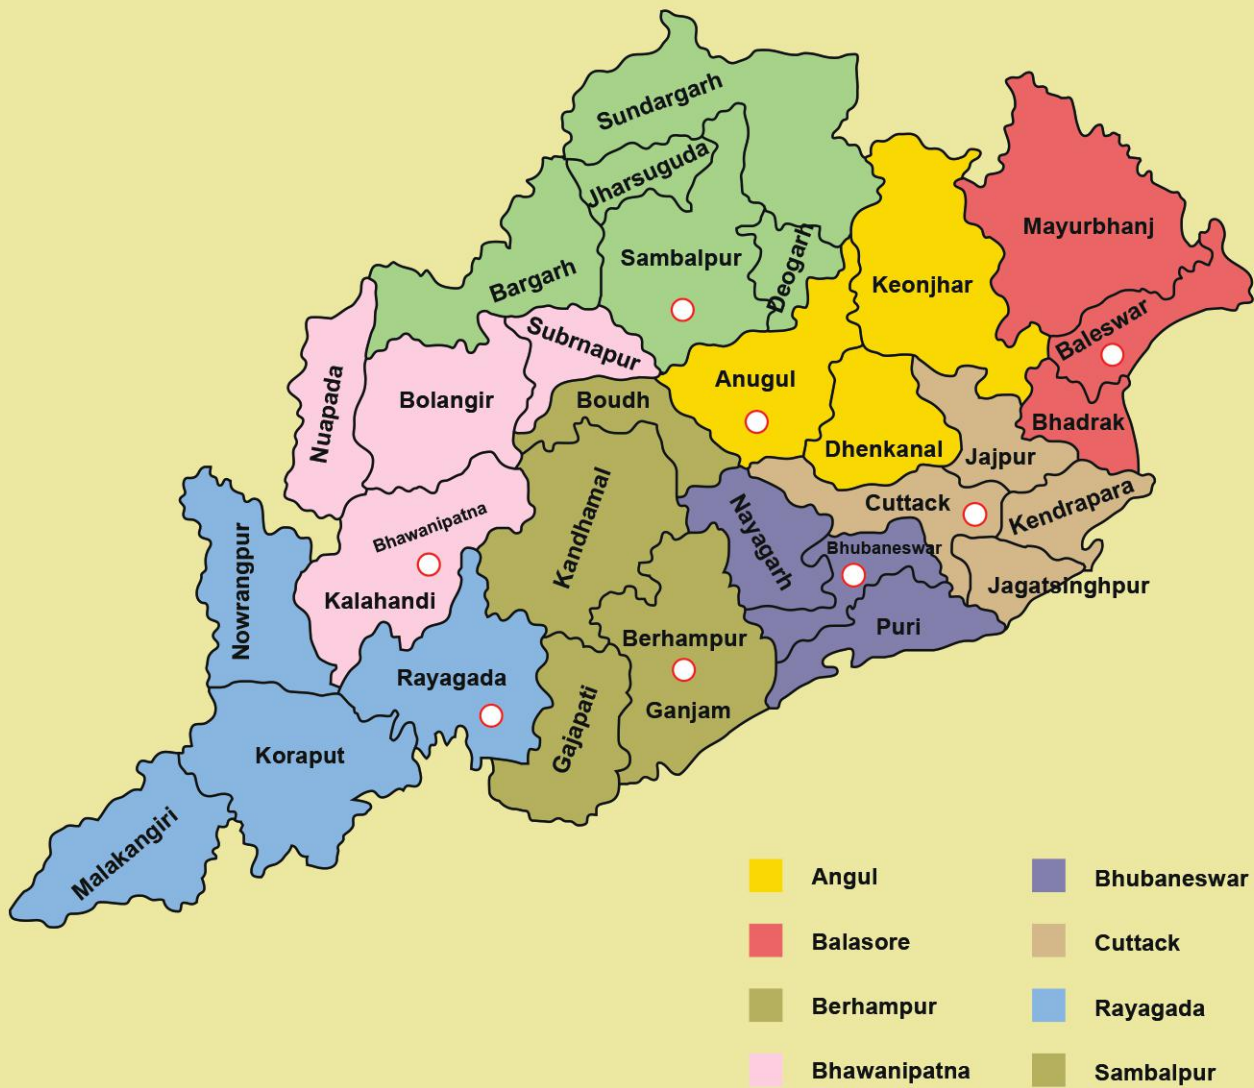 Sundargarh
Jharsuguda
Sambalpur
Deogarh
Bargarh
Keonjhar
Mayurbhanj
Baleswar
Bhadrak
Subrnapur
Nuapada
Bolangir
Boudh
Anugul
Dhenkanal
Jajpur
Cuttack
Kendrapara
Jagatsinghpur
Nayagarh
Bhubaneswar
Puri
Kandhamal
Bhawanipatna
Kalahandi
Nowrangpur
Rayagada
Berhampur
Ganjam
Gajapati
Koraput
Malakangiri
Angul
Balasore
Berhampur
Bhawanipatna
Bhubaneswar
Cuttack
Rayagada
Sambalpur